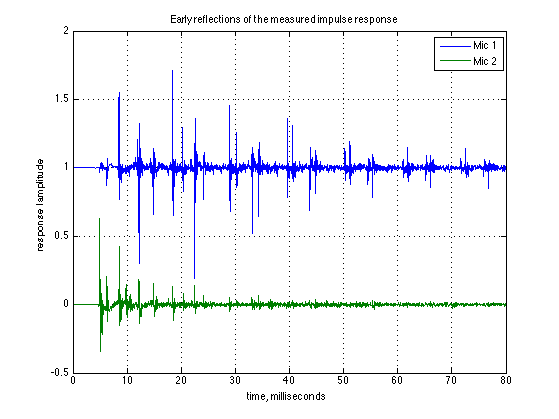 Early reflections of the measured impulse response
2
Mic 1
Mic 2
1.5
1
response lamplitude
0.5
0
-0.5
0 10 20 30 40 50 60 70 80
time, milliseconds